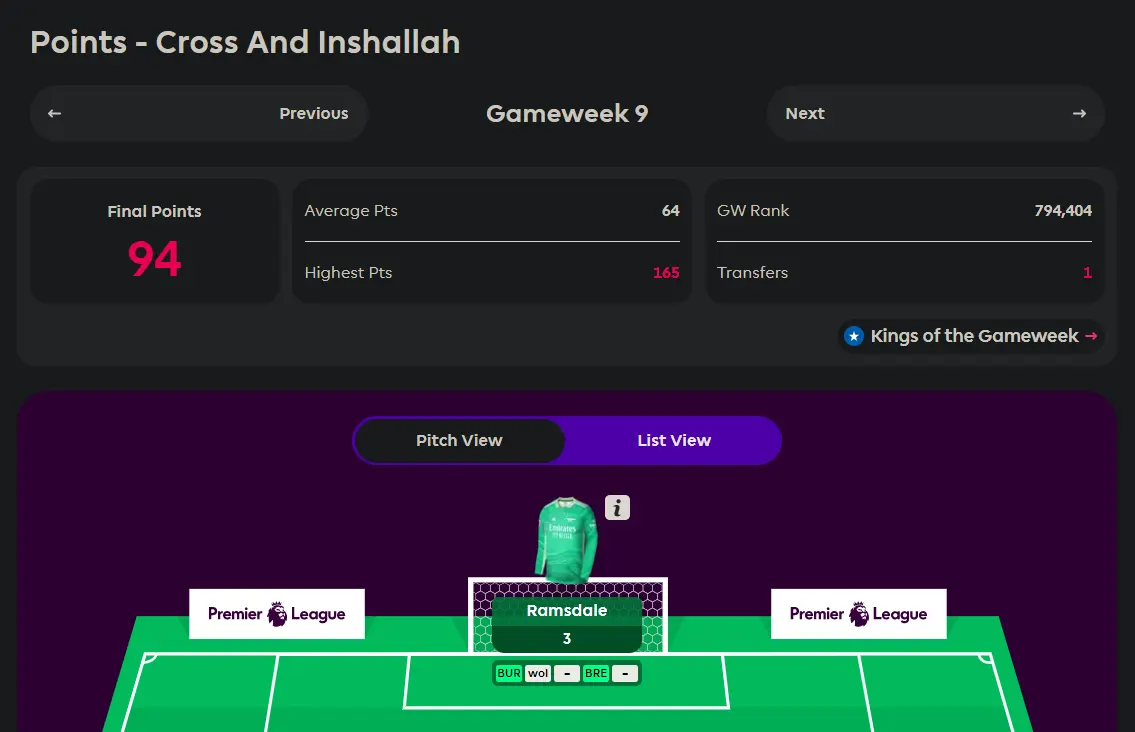 Points - Cross And Inshallah
← Previous
Gameweek 9
Next →
Final Points
94
Average Pts 64
Highest Pts 165
GW Rank 794,404
Transfers 1
Kings of the Gameweek →
Pitch View
List View
i
Emirates
Premier League
Premier League
Ramsdale
3
BUR wol - BRE -